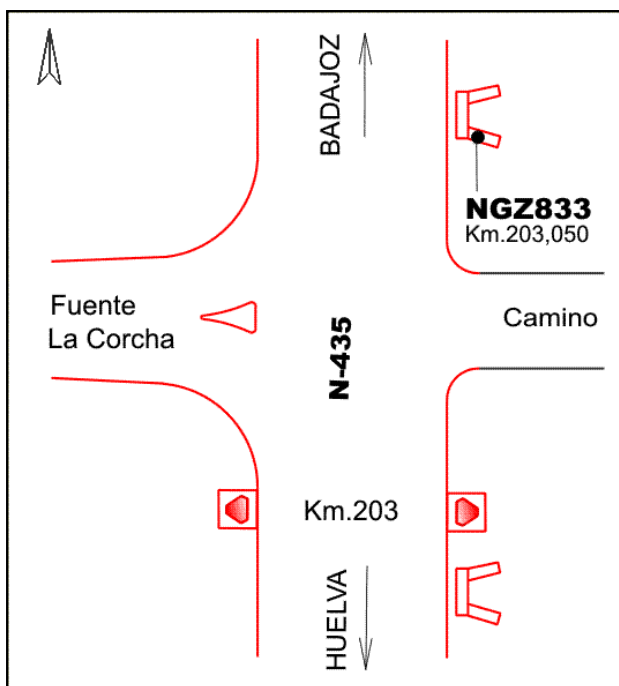 BADAJOZ
NGZ833
Km.203,050
Fuente
La Corcha
Camino
N-435
Km.203
HUELVA